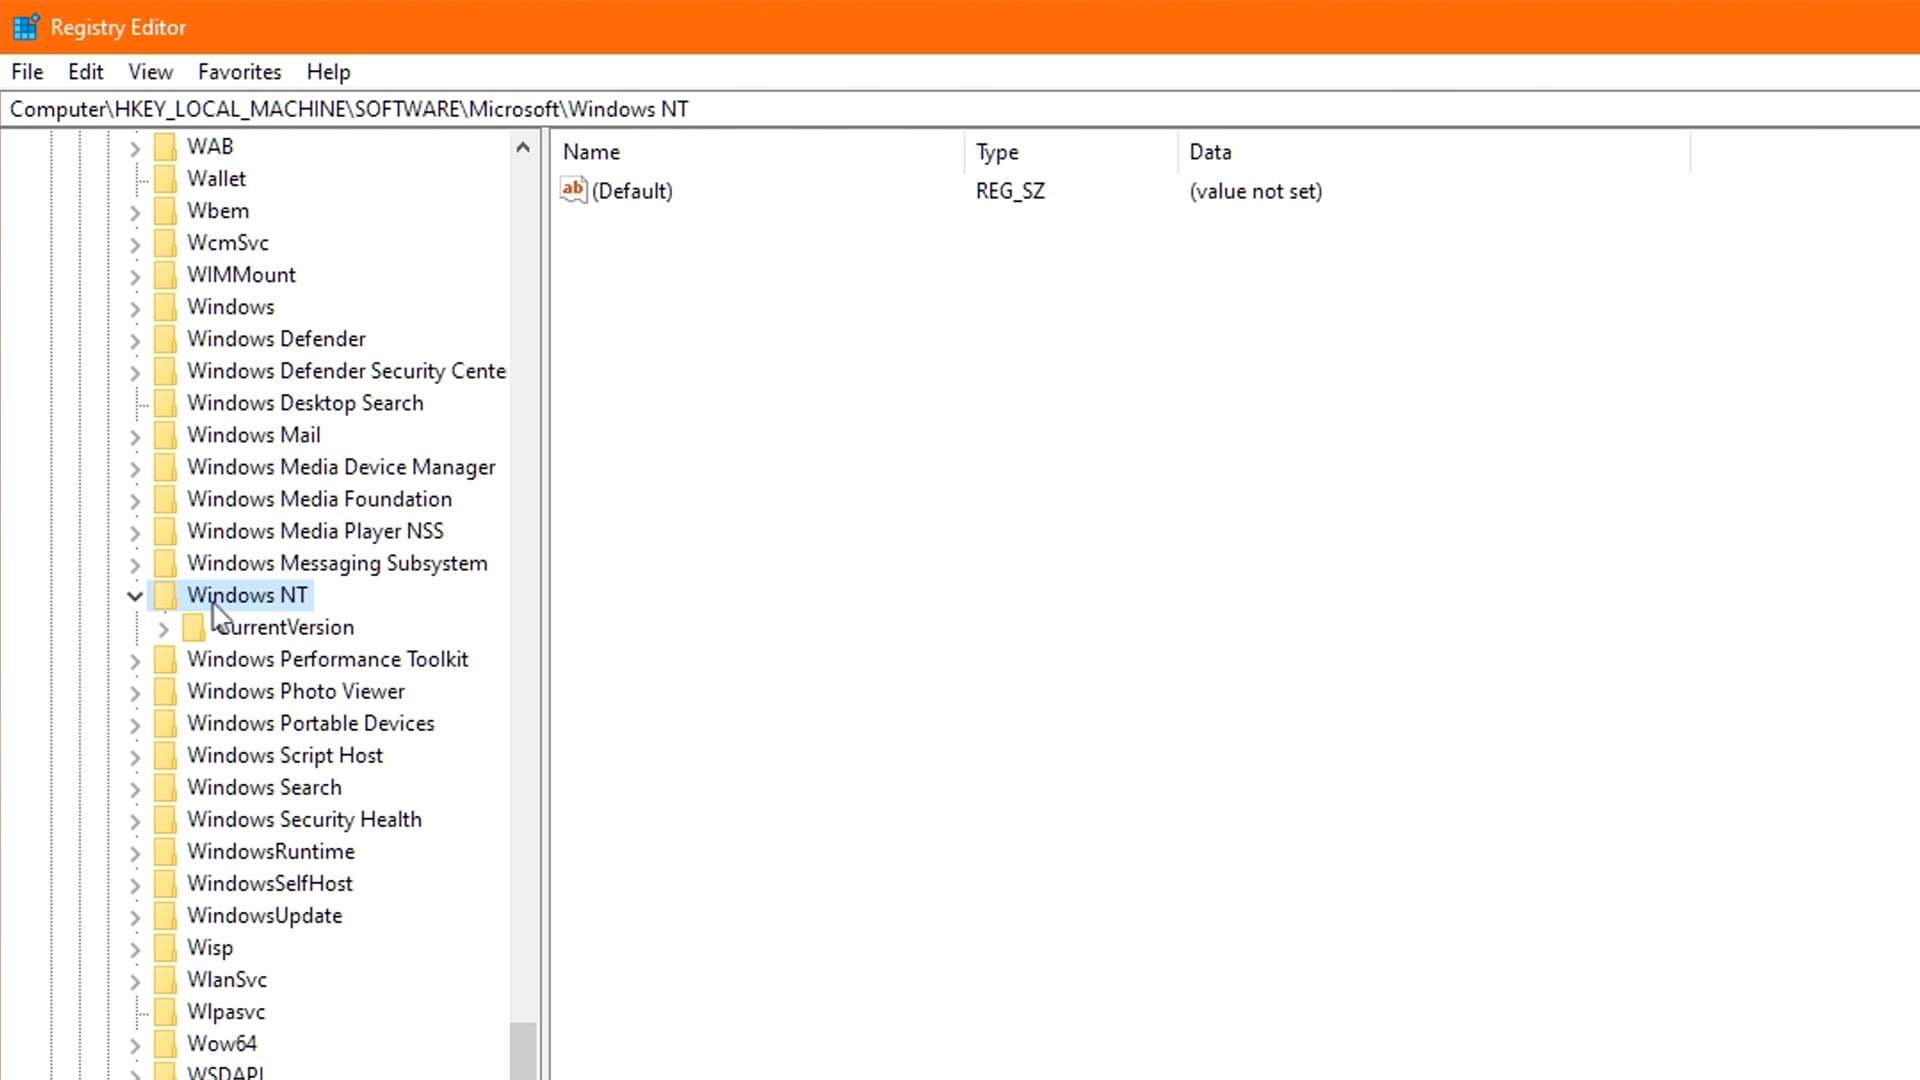 Registry Editor
File Edit View Favorites Help
Computer\HKEY_LOCAL_MACHINE\SOFTWARE\Microsoft\Windows NT
WAB
Wallet
Wbem
WcmSvc
WIMMount
Windows
Windows Defender
Windows Defender Security Cente
Windows Desktop Search
Windows Mail
Windows Media Device Manager
Windows Media Foundation
Windows Media Player NSS
Windows Messaging Subsystem
Windows NT
CurrentVersion
Windows Performance Toolkit
Windows Photo Viewer
Windows Portable Devices
Windows Script Host
Windows Search
Windows Security Health
WindowsRuntime
WindowsSelfHost
WindowsUpdate
Wisp
WlanSvc
Wlpasvc
Wow64
WSDAPI
Name Type Data
ab (Default) REG_SZ (value not set)